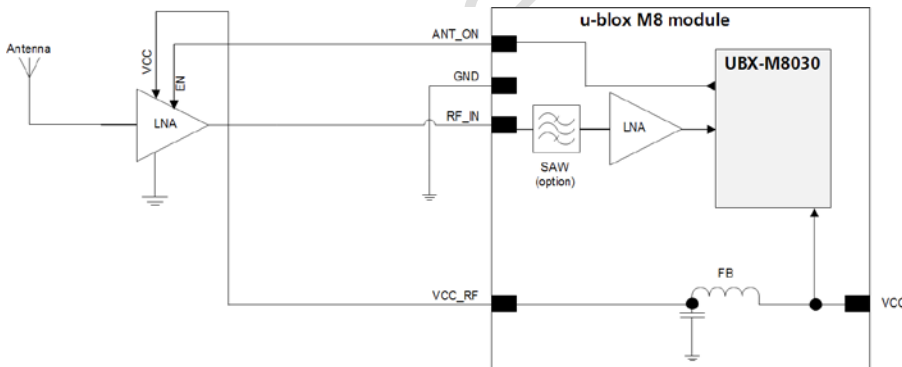 u-blox M8 module
Antenna
VCC
EN
LNA
ANT_ON
GND
RF_IN
SAW
(option)
LNA
UBX-M8030
VCC_RF
FB
VCC